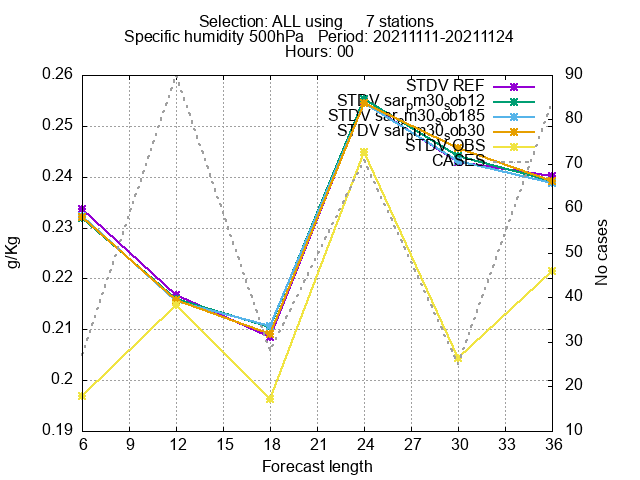 Selection: ALL using 7 stations
Specific humidity 500hPa Period: 20211111-20211124
Hours: 00
0.26
0.25
0.24
0.23
0.22
0.21
0.2
0.19
g/Kg
STDV REF
STDV sarpm30sob12
STDV sarpm30sob185
STDV sarpm30sob30
STDV OBS
CASES
90
80
70
60
50
40
30
20
10
No cases
6 9 12 15 18 21 24 27 30 33 36
Forecast length